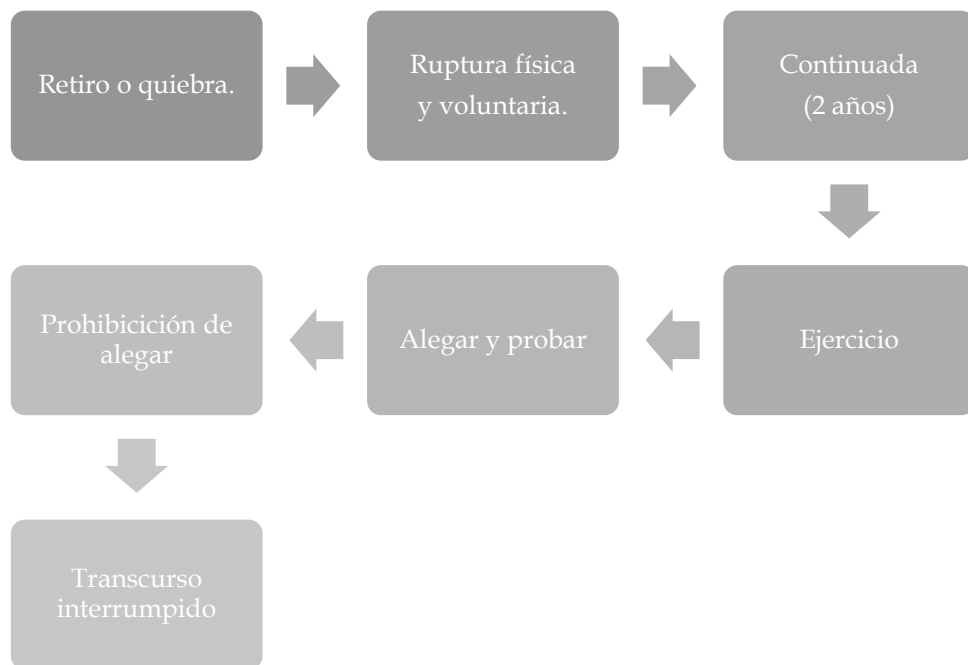 Retiro o quiebra.
Ruptura física
y voluntaria.
Continuada
(2 años)
Ejercicio
Alegar y probar
Prohibicición de
alegar
Transcurso
interrumpido